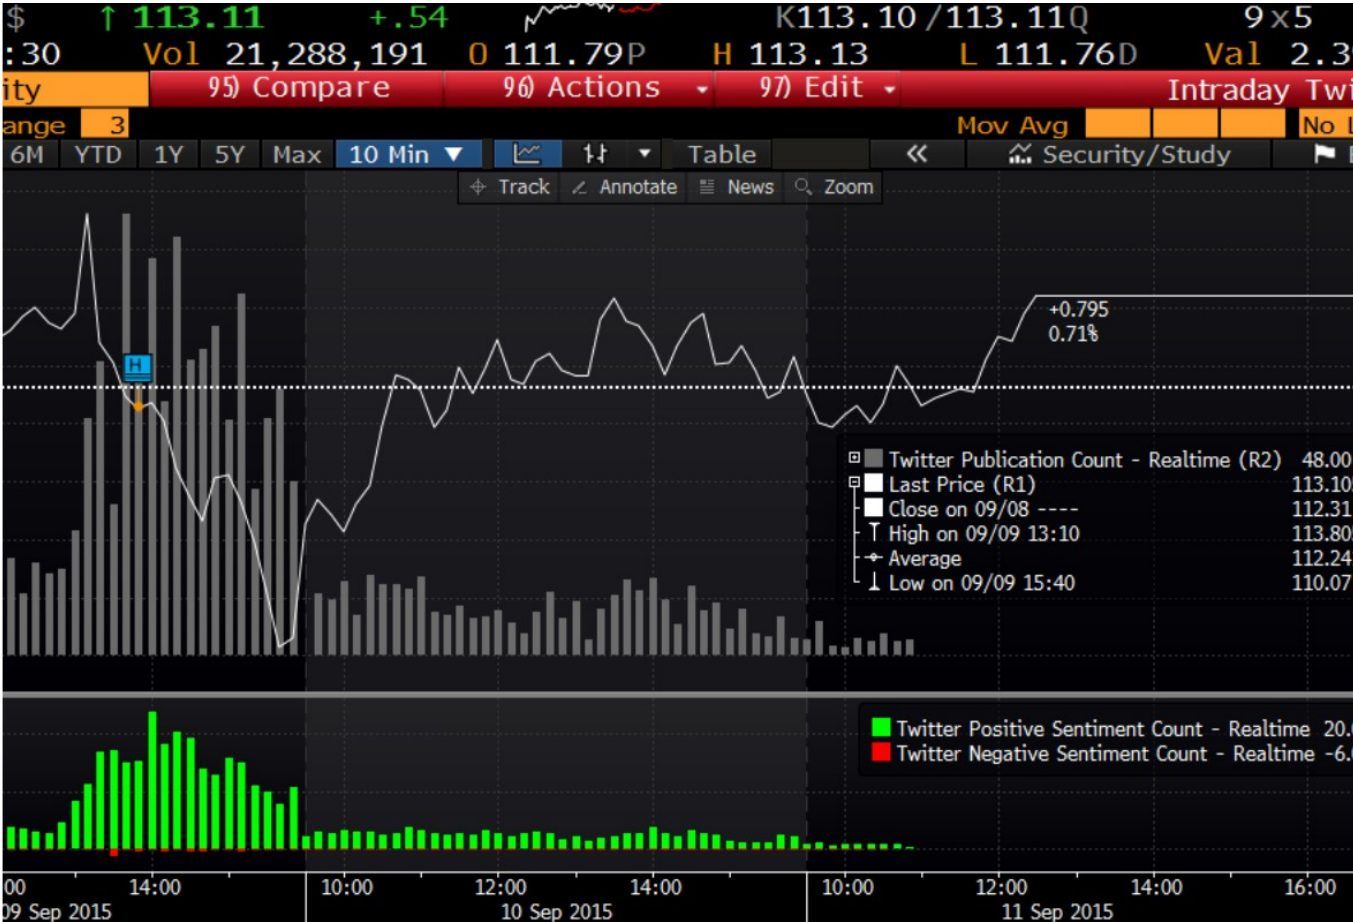 $ ↑ 113.11 +.54 K113.10 /113.11Q 9x5
:30 Vol 21,288,191 O 111.79P H 113.13 L 111.76D Val 2.39
ity 95) Compare 96) Actions 97) Edit Intraday Twi
ange 3 Mov Avg No L
6M YTD 1Y 5Y Max 10 Min ▼ Table « Security/Study
Track Annotate News Zoom
+0.795
0.71%
H
Twitter Publication Count - Realtime (R2) 48.00
Last Price (R1) 113.105
Close on 09/08 ---- 112.31
High on 09/09 13:10 113.805
Average 112.24
Low on 09/09 15:40 110.07
Twitter Positive Sentiment Count - Realtime 20.0
Twitter Negative Sentiment Count - Realtime -6.0
:00 14:00 10:00 12:00 14:00 10:00 12:00 14:00 16:00
09 Sep 2015 10 Sep 2015 11 Sep 2015